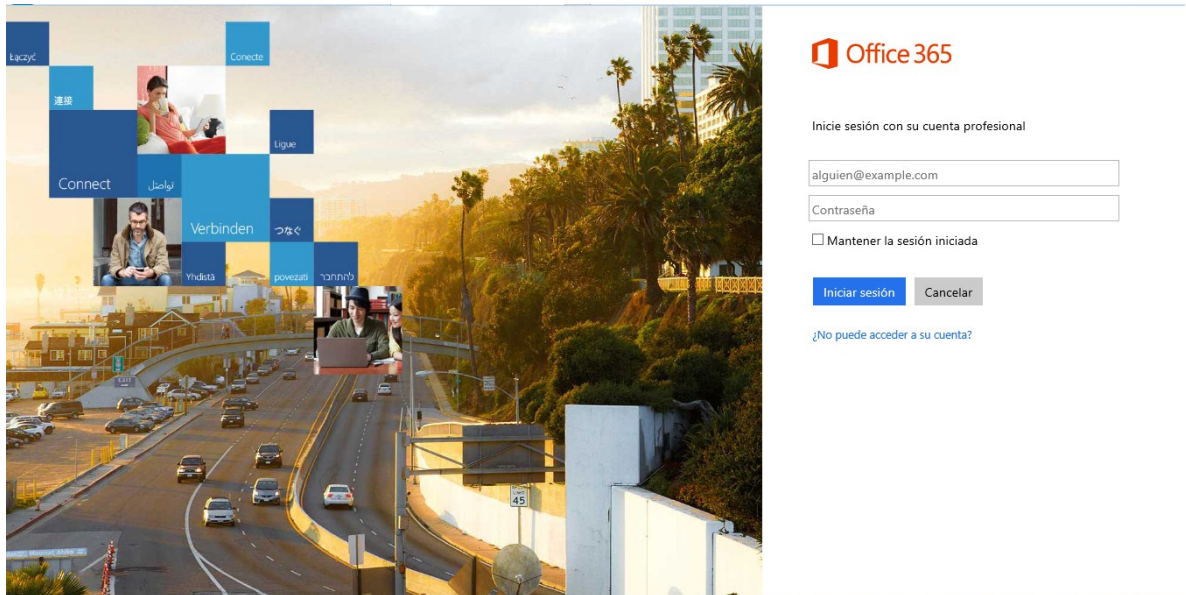 Łączyć
Conecte
連接
Ligue
Connect
تواصل
Verbinden
つなぐ
Yhdistä
povezati
להתחבר
EXIT
LIMIT
45
Office 365
Inicie sesión con su cuenta profesional
alguien@example.com
Contraseña
Mantener la sesión iniciada
Iniciar sesión
Cancelar
¿No puede acceder a su cuenta?